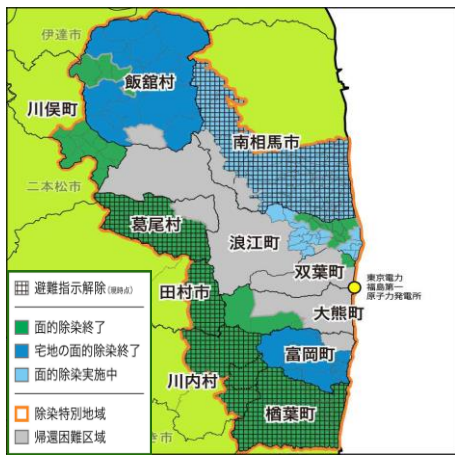 伊達市
飯舘村
川俣町
南相馬市
二本松市
葛尾村
浪江町
双葉町
東京電力
福島第一
原子力発電所
田村市
大熊町
富岡町
川内村
楢葉町
避難指示解除(現時点)
面的除染終了
宅地の面的除染終了
面的除染実施中
除染特別地域
帰還困難区域
き市